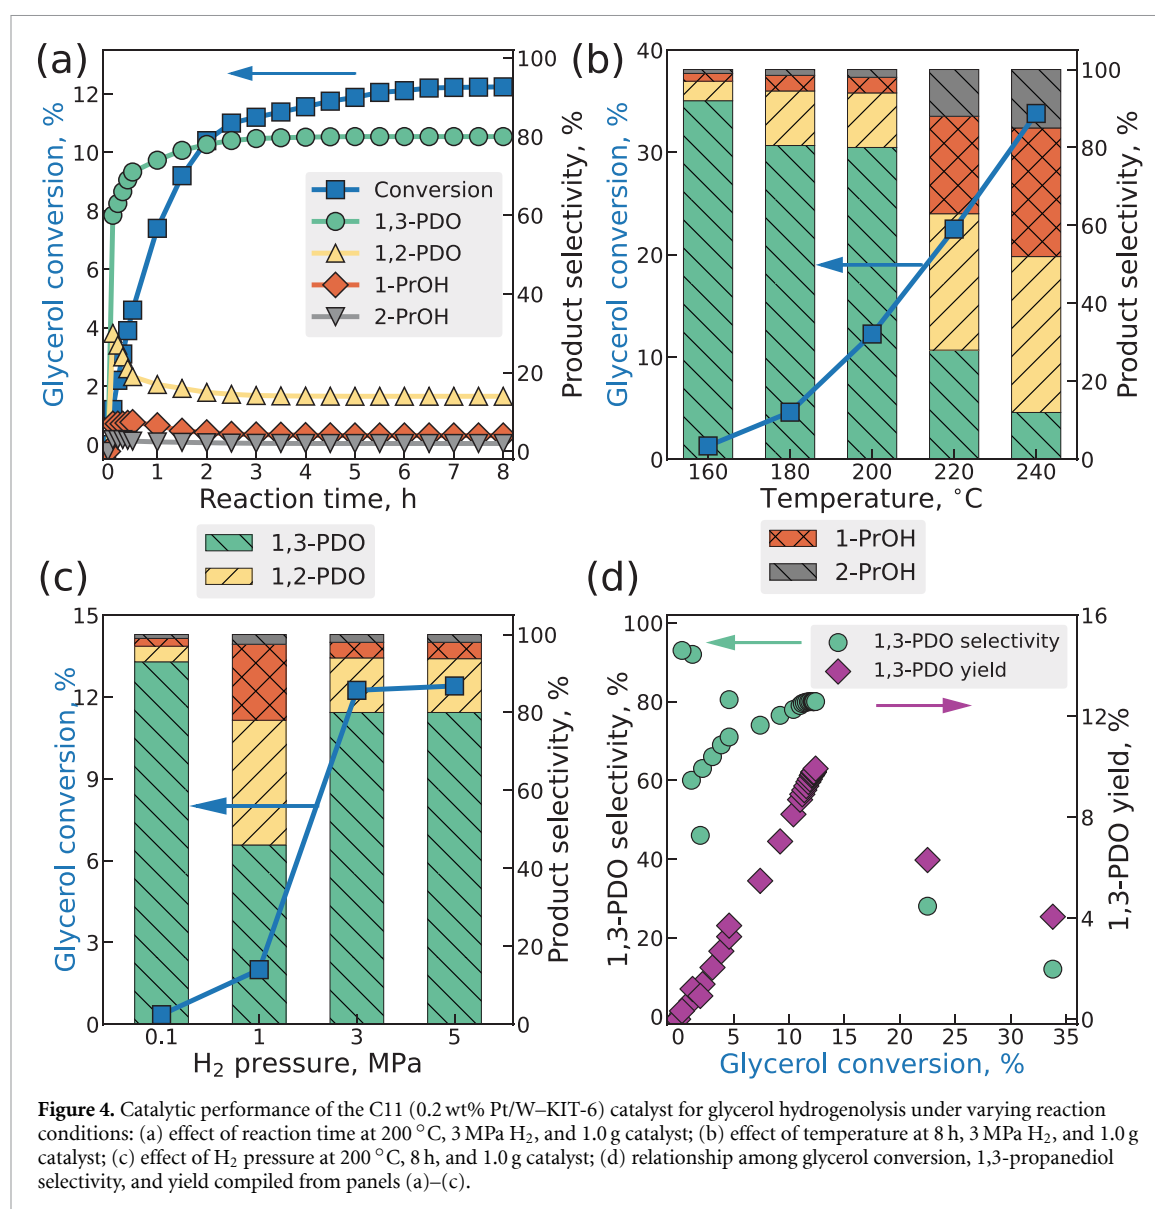 (a)
Glycerol conversion, %
12
10
8
6
4
2
0
100
80
60
40
20
0
Product selectivity, %
Conversion
1,3-PDO
1,2-PDO
1-PrOH
2-PrOH
0 1 2 3 4 5 6 7 8
Reaction time, h
(b)
Glycerol conversion, %
40
30
20
10
0
100
80
60
40
20
0
Product selectivity, %
160 180 200 220 240
Temperature, °C
1,3-PDO
1,2-PDO
1-PrOH
2-PrOH
(c)
Glycerol conversion, %
15
12
9
6
3
0
100
80
60
40
20
0
Product selectivity, %
0.1 1 3 5
H₂ pressure, MPa
(d)
1,3-PDO selectivity, %
100
80
60
40
20
0
16
12
8
4
0
1,3-PDO yield, %
1,3-PDO selectivity
1,3-PDO yield
0 5 10 15 20 25 30 35
Glycerol conversion, %
Figure 4. Catalytic performance of the C11 (0.2 wt% Pt/W–KIT-6) catalyst for glycerol hydrogenolysis under varying reaction
conditions: (a) effect of reaction time at 200 °C, 3 MPa H₂, and 1.0 g catalyst; (b) effect of temperature at 8 h, 3 MPa H₂, and 1.0 g
catalyst; (c) effect of H₂ pressure at 200 °C, 8 h, and 1.0 g catalyst; (d) relationship among glycerol conversion, 1,3-propanediol
selectivity, and yield compiled from panels (a)–(c).